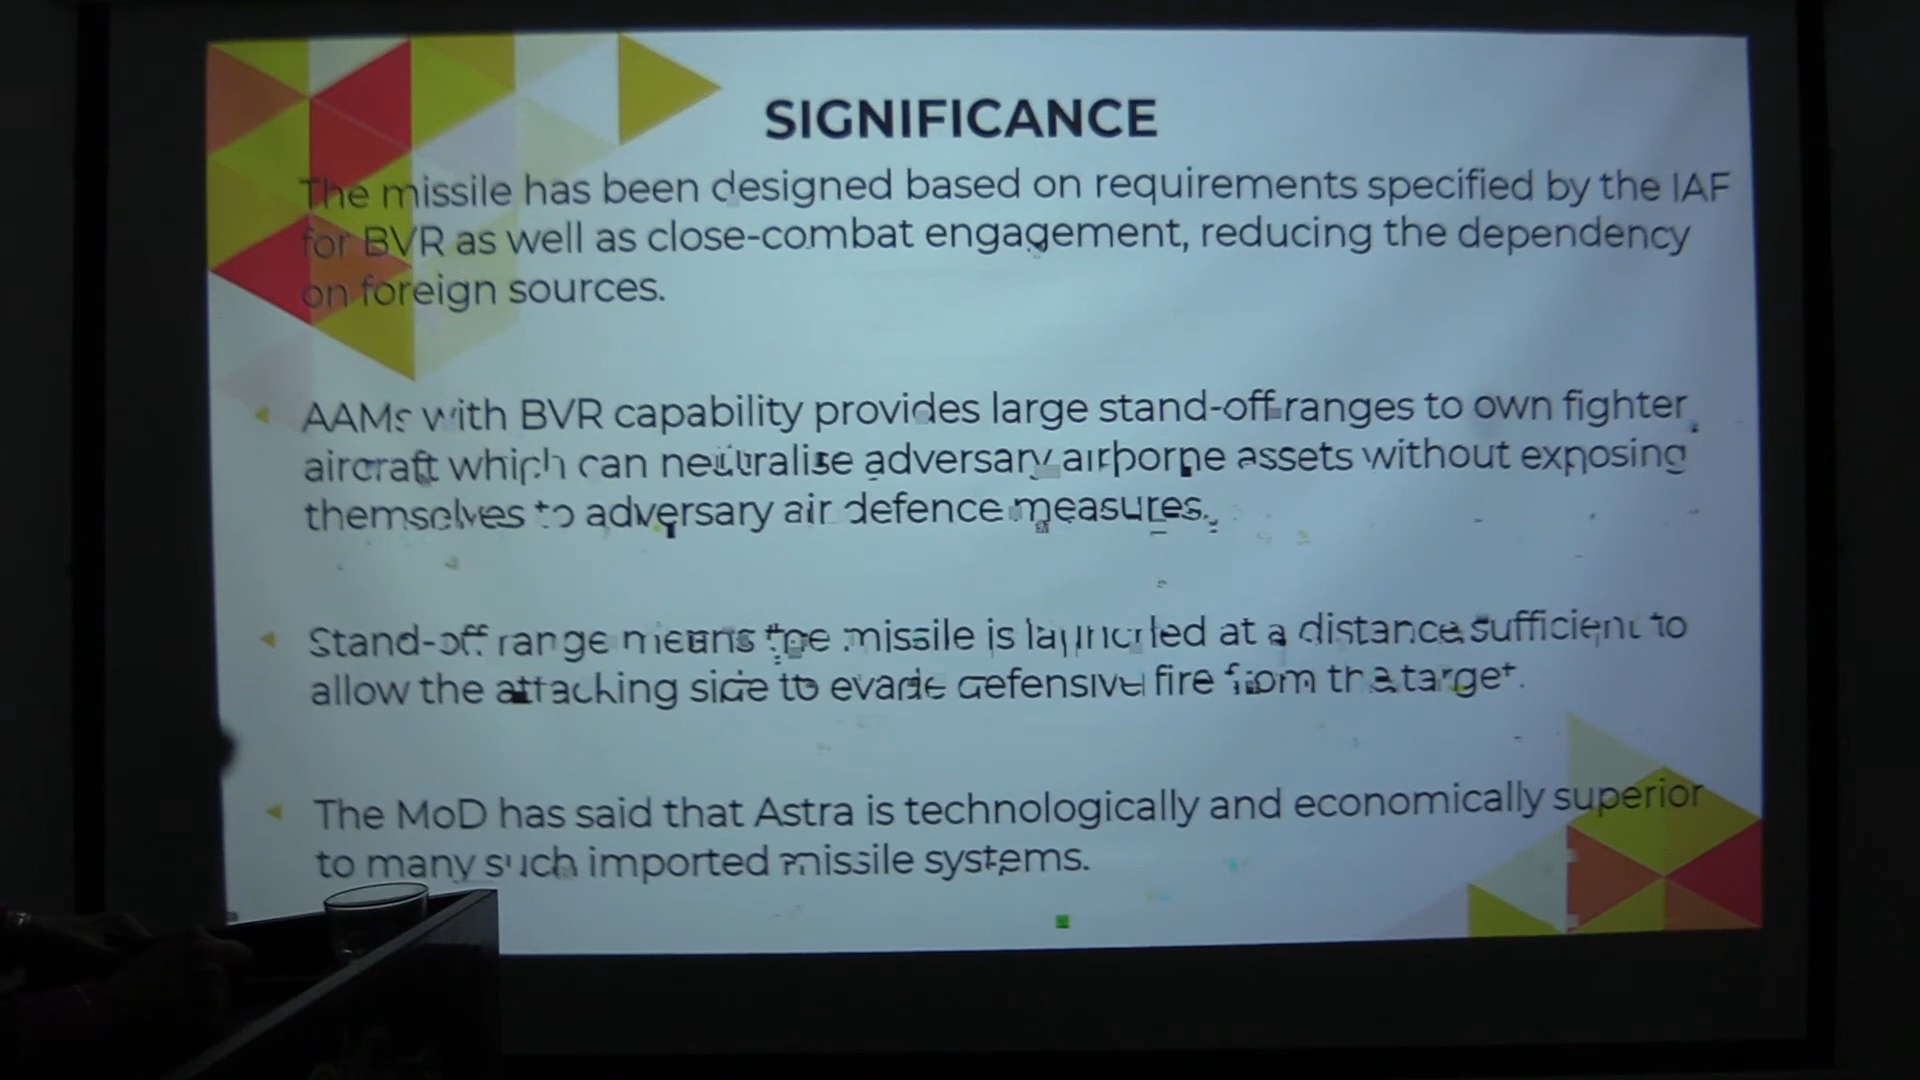 SIGNIFICANCE
The missile has been designed based on requirements specified by the IAF
for BVR as well as close-combat engagement, reducing the dependency
on foreign sources.
AAMs with BVR capability provides large stand-off ranges to own fighter
aircraft which can neutralise adversary airborne assets without exposing
themselves to adversary air defence measures.
Stand-off range means the missile is launched at a distance sufficient to
allow the attacking side to evade defensive fire from the target.
The MoD has said that Astra is technologically and economically superior
to many such imported missile systems.